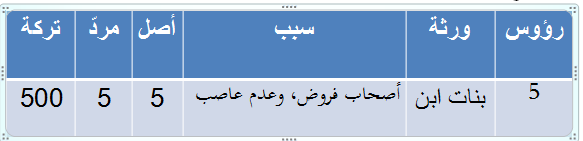 رؤوس ورثة سبب أصل مردّ تركة
5 بنات ابن أصحاب فروض، وعدم عاصب 5 5 500